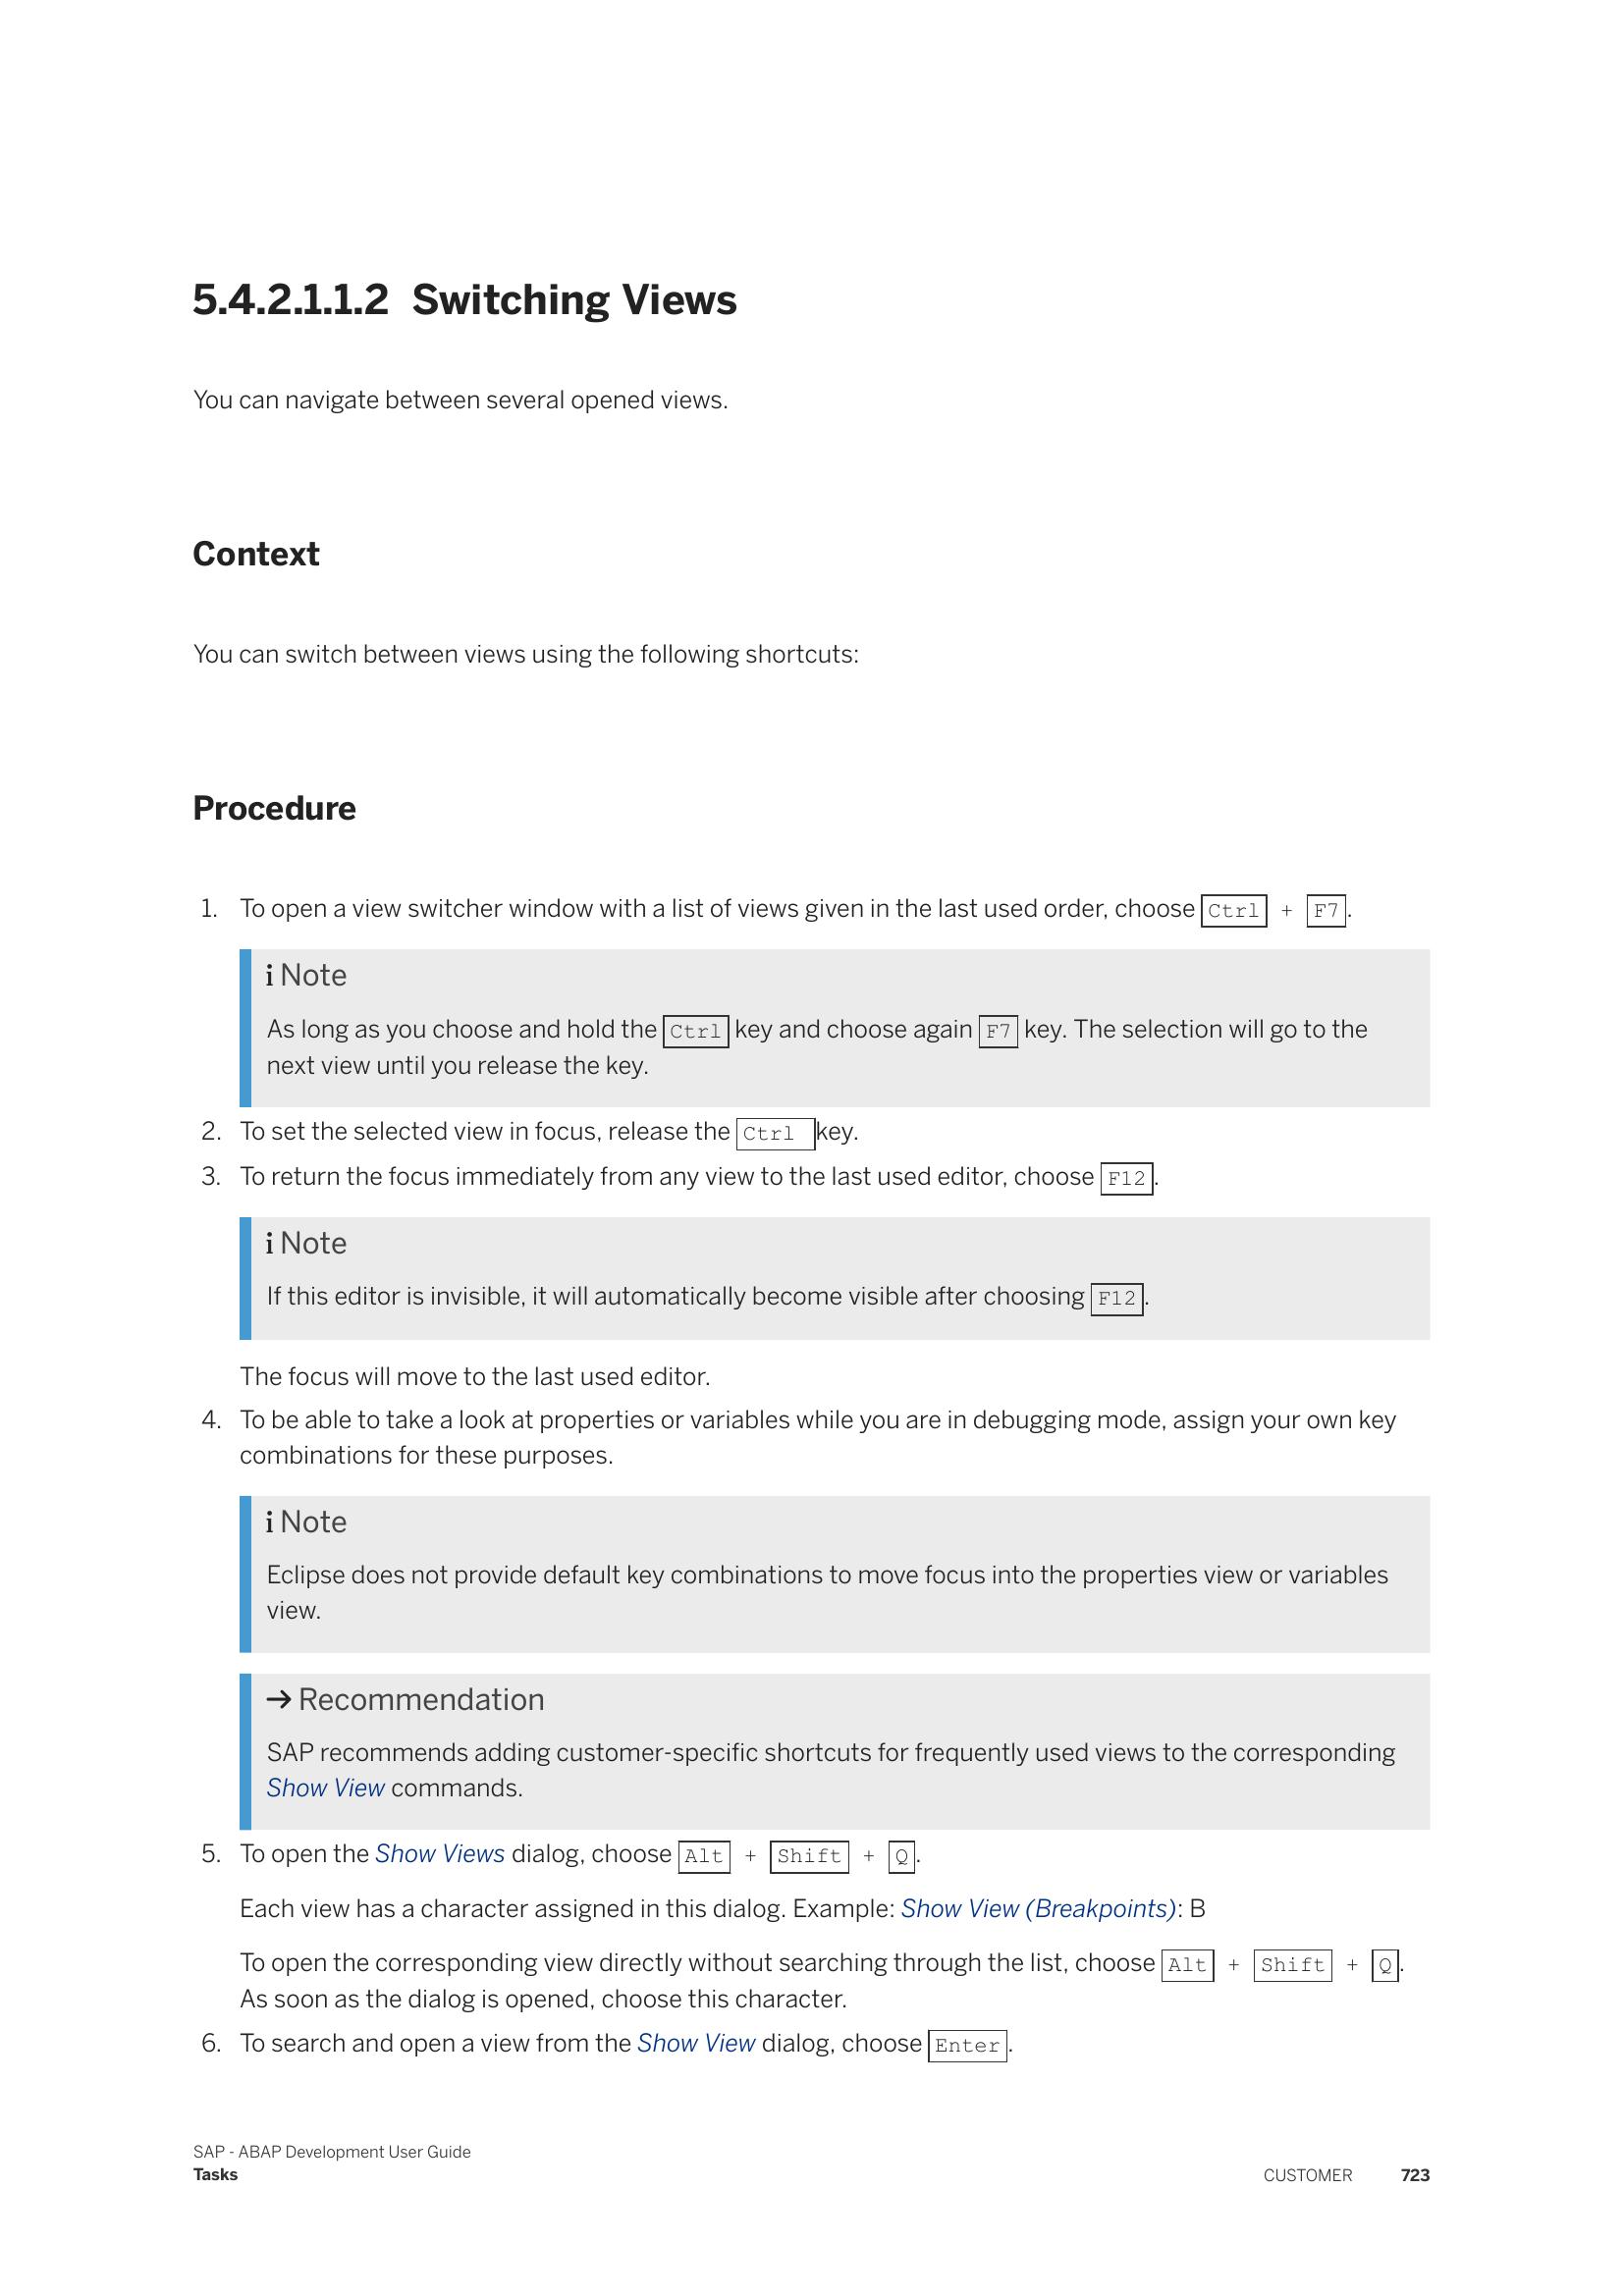 5.4.2.1.1.2 Switching Views
You can navigate between several opened views.
Context
You can switch between views using the following shortcuts:
Procedure
1. To open a view switcher window with a list of views given in the last used order, choose Ctrl + F7.
i Note
As long as you choose and hold the Ctrl key and choose again F7 key. The selection will go to the
next view until you release the key.
2. To set the selected view in focus, release the Ctrl key.
3. To return the focus immediately from any view to the last used editor, choose F12.
i Note
If this editor is invisible, it will automatically become visible after choosing F12.
The focus will move to the last used editor.
4. To be able to take a look at properties or variables while you are in debugging mode, assign your own key
combinations for these purposes.
i Note
Eclipse does not provide default key combinations to move focus into the properties view or variables
view.
→ Recommendation
SAP recommends adding customer-specific shortcuts for frequently used views to the corresponding
Show View commands.
5. To open the Show Views dialog, choose Alt + Shift + Q.
Each view has a character assigned in this dialog. Example: Show View (Breakpoints): B
To open the corresponding view directly without searching through the list, choose Alt + Shift + Q.
As soon as the dialog is opened, choose this character.
6. To search and open a view from the Show View dialog, choose Enter.
SAP - ABAP Development User Guide
Tasks
CUSTOMER 723